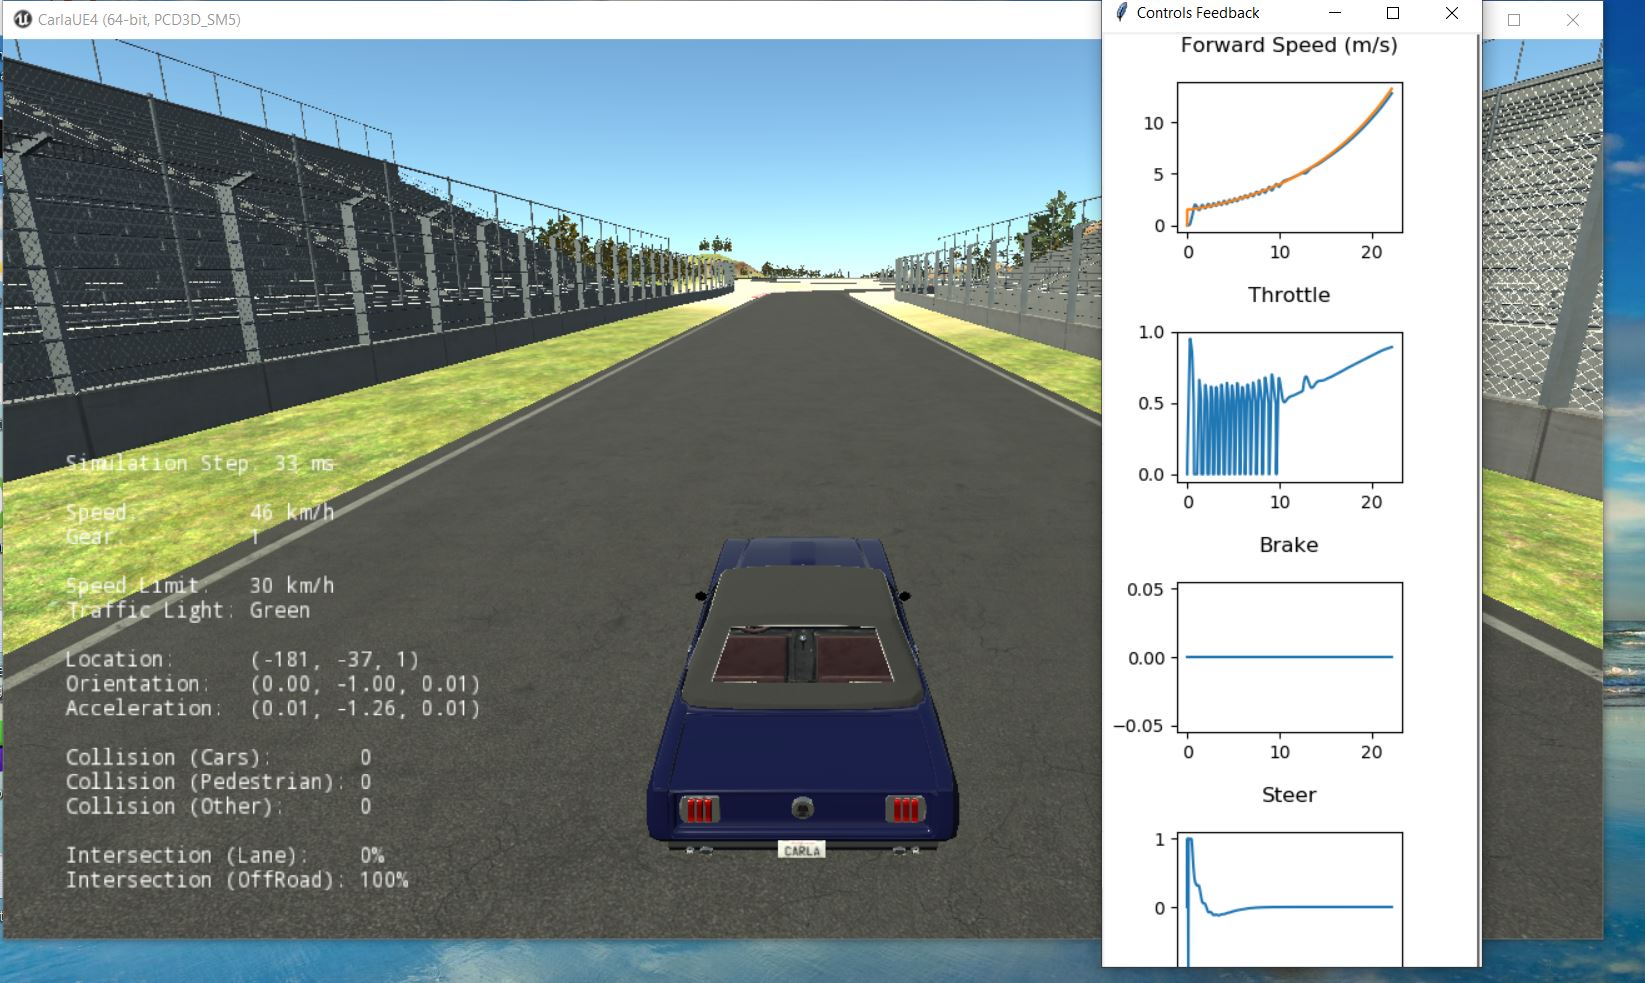 CarlaUE4 (64-bit, PCD3D_SM5)
Simulation Step: 33 ms
Speed: 46 km/h
Gear: 1
Speed Limit: 30 km/h
Traffic Light: Green
Location: (-181, -37, 1)
Orientation: (0.00, -1.00, 0.01)
Acceleration: (0.01, -1.26, 0.01)
Collision (Cars): 0
Collision (Pedestrian): 0
Collision (Other): 0
Intersection (Lane): 0%
Intersection (OffRoad): 100%
CARLA
Controls Feedback
Forward Speed (m/s)
10
5
0
0 10 20
Throttle
1.0
0.5
0.0
0 10 20
Brake
0.05
0.00
−0.05
0 10 20
Steer
1
0